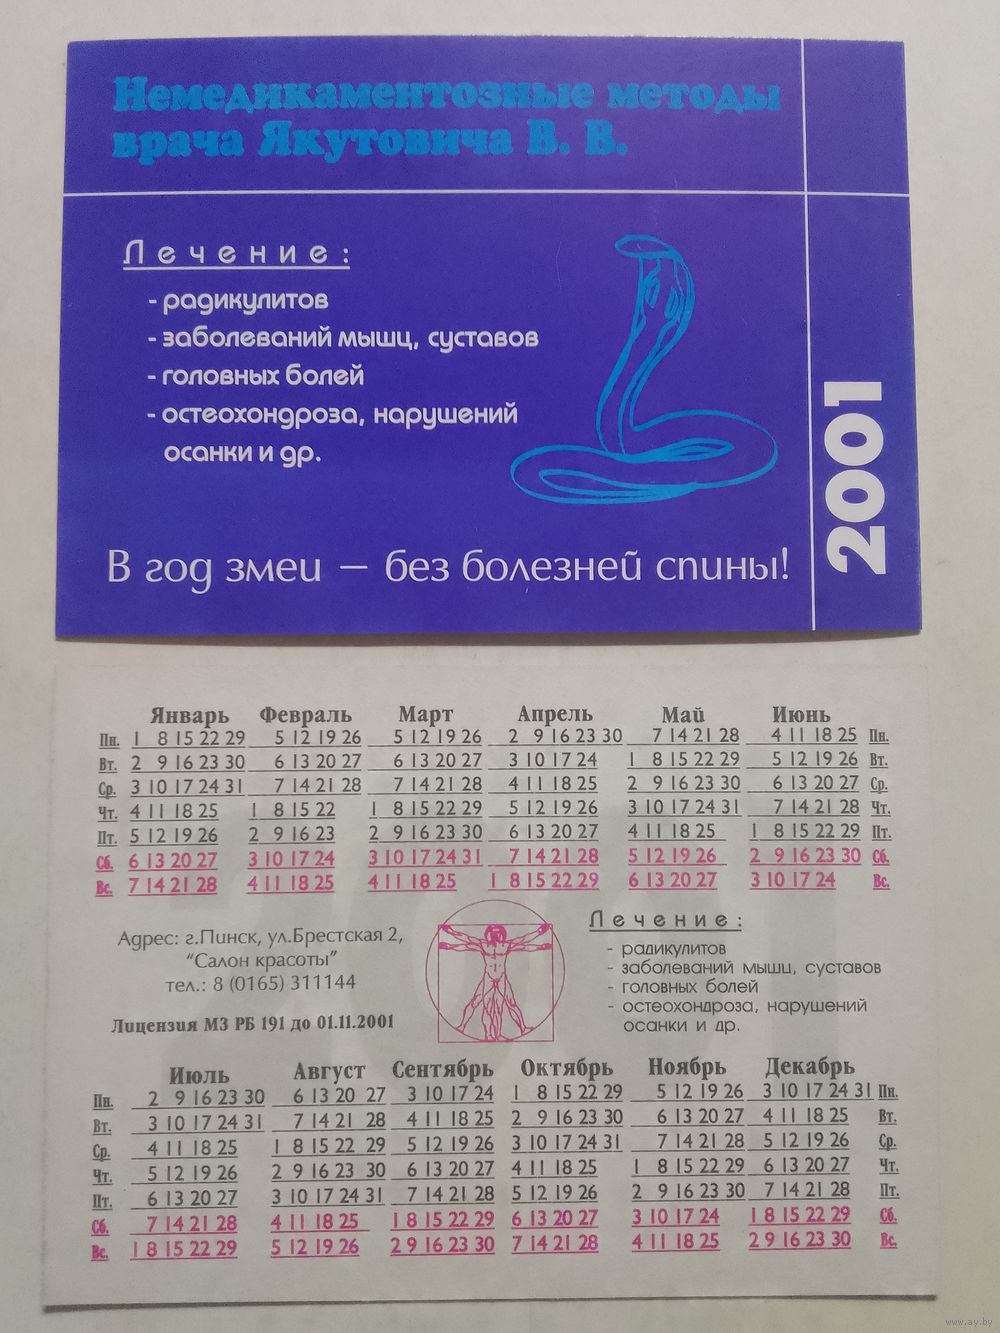 Немедикаментозные методы
врача Якутовича В. В.
Лечение:
- радикулитов
- заболеваний мышц, суставов
- головных болей
- остеохондроза, нарушений
осанки и др.
В год змеи – без болезней спины!
2001
Январь Февраль Март Апрель Май Июнь
Пн. 1 8 15 22 29 5 12 19 26 5 12 19 26 2 9 16 23 30 7 14 21 28 4 11 18 25 Пн.
Вт. 2 9 16 23 30 6 13 20 27 6 13 20 27 3 10 17 24 1 8 15 22 29 5 12 19 26 Вт.
Ср. 3 10 17 24 31 7 14 21 28 7 14 21 28 4 11 18 25 2 9 16 23 30 6 13 20 27 Ср.
Чт. 4 11 18 25 1 8 15 22 1 8 15 22 29 5 12 19 26 3 10 17 24 31 7 14 21 28 Чт.
Пт. 5 12 19 26 2 9 16 23 2 9 16 23 30 6 13 20 27 4 11 18 25 1 8 15 22 29 Пт.
Сб. 6 13 20 27 3 10 17 24 3 10 17 24 31 7 14 21 28 5 12 19 26 2 9 16 23 30 Сб.
Вс. 7 14 21 28 4 11 18 25 4 11 18 25 1 8 15 22 29 6 13 20 27 3 10 17 24 Вс.
Адрес: г.Пинск, ул.Брестская 2,
“Салон красоты”
тел.: 8 (0165) 311144
Лицензия МЗ РБ 191 до 01.11.2001
Лечение:
- радикулитов
- заболеваний мышц, суставов
- головных болей
- остеохондроза, нарушений
осанки и др.
Июль Август Сентябрь Октябрь Ноябрь Декабрь
Пн. 2 9 16 23 30 6 13 20 27 3 10 17 24 1 8 15 22 29 5 12 19 26 3 10 17 24 31 Пн.
Вт. 3 10 17 24 31 7 14 21 28 4 11 18 25 2 9 16 23 30 6 13 20 27 4 11 18 25 Вт.
Ср. 4 11 18 25 1 8 15 22 29 5 12 19 26 3 10 17 24 31 7 14 21 28 5 12 19 26 Ср.
Чт. 5 12 19 26 2 9 16 23 30 6 13 20 27 4 11 18 25 1 8 15 22 29 6 13 20 27 Чт.
Пт. 6 13 20 27 3 10 17 24 31 7 14 21 28 5 12 19 26 2 9 16 23 30 7 14 21 28 Пт.
Сб. 7 14 21 28 4 11 18 25 1 8 15 22 29 6 13 20 27 3 10 17 24 1 8 15 22 29 Сб.
Вс. 1 8 15 22 29 5 12 19 26 2 9 16 23 30 7 14 21 28 4 11 18 25 2 9 16 23 30 Вс.
www.ay.by